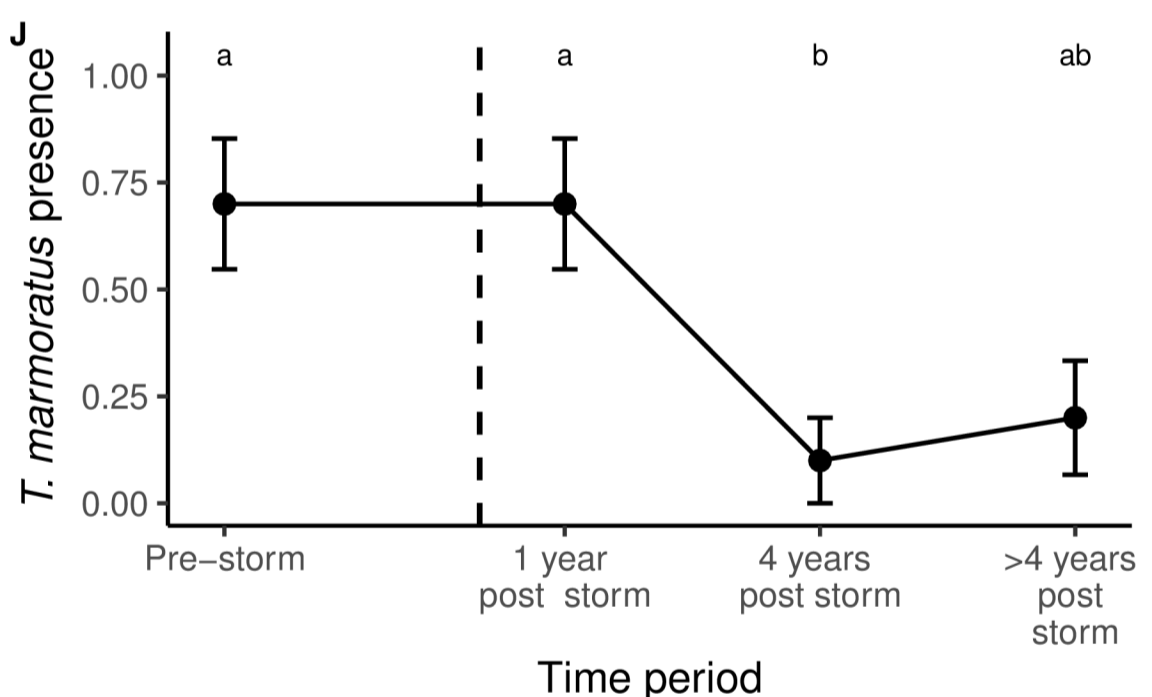 J
T. marmoratus presence
1.00
0.75
0.50
0.25
0.00
a
a
b
ab
Pre−storm
1 year
post  storm
4 years
post storm
>4 years
post
storm
Time period